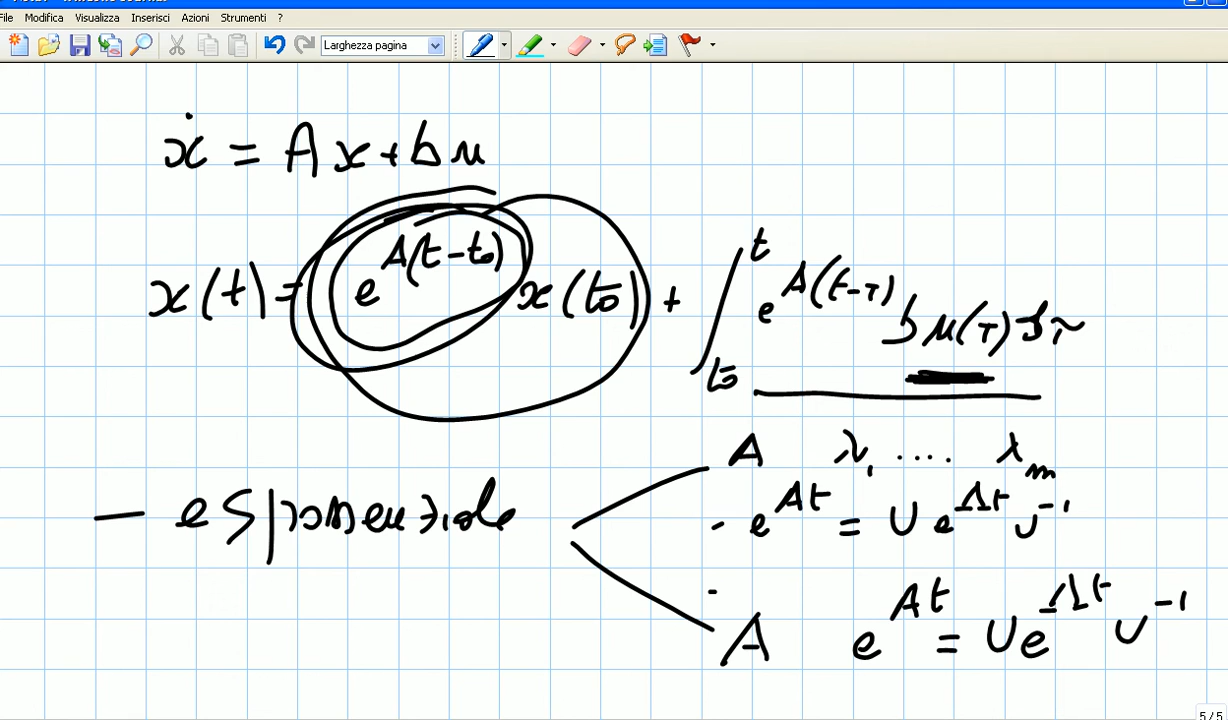 File Modifica Visualizza Inserisci Azioni Strumenti ?
Larghezza pagina
ẋ = Ax + bu
x(t) = e^{A(t-t₀)} x(t₀) + ∫_{t₀}^{t} e^{A(t-τ)} b u(τ) dτ
A λ₁ .... λₘ
- esponenziale
- e^{At} = U e^{Λt} U^{-1}
- A e^{At} = U e^{Λt} U^{-1}
5/5